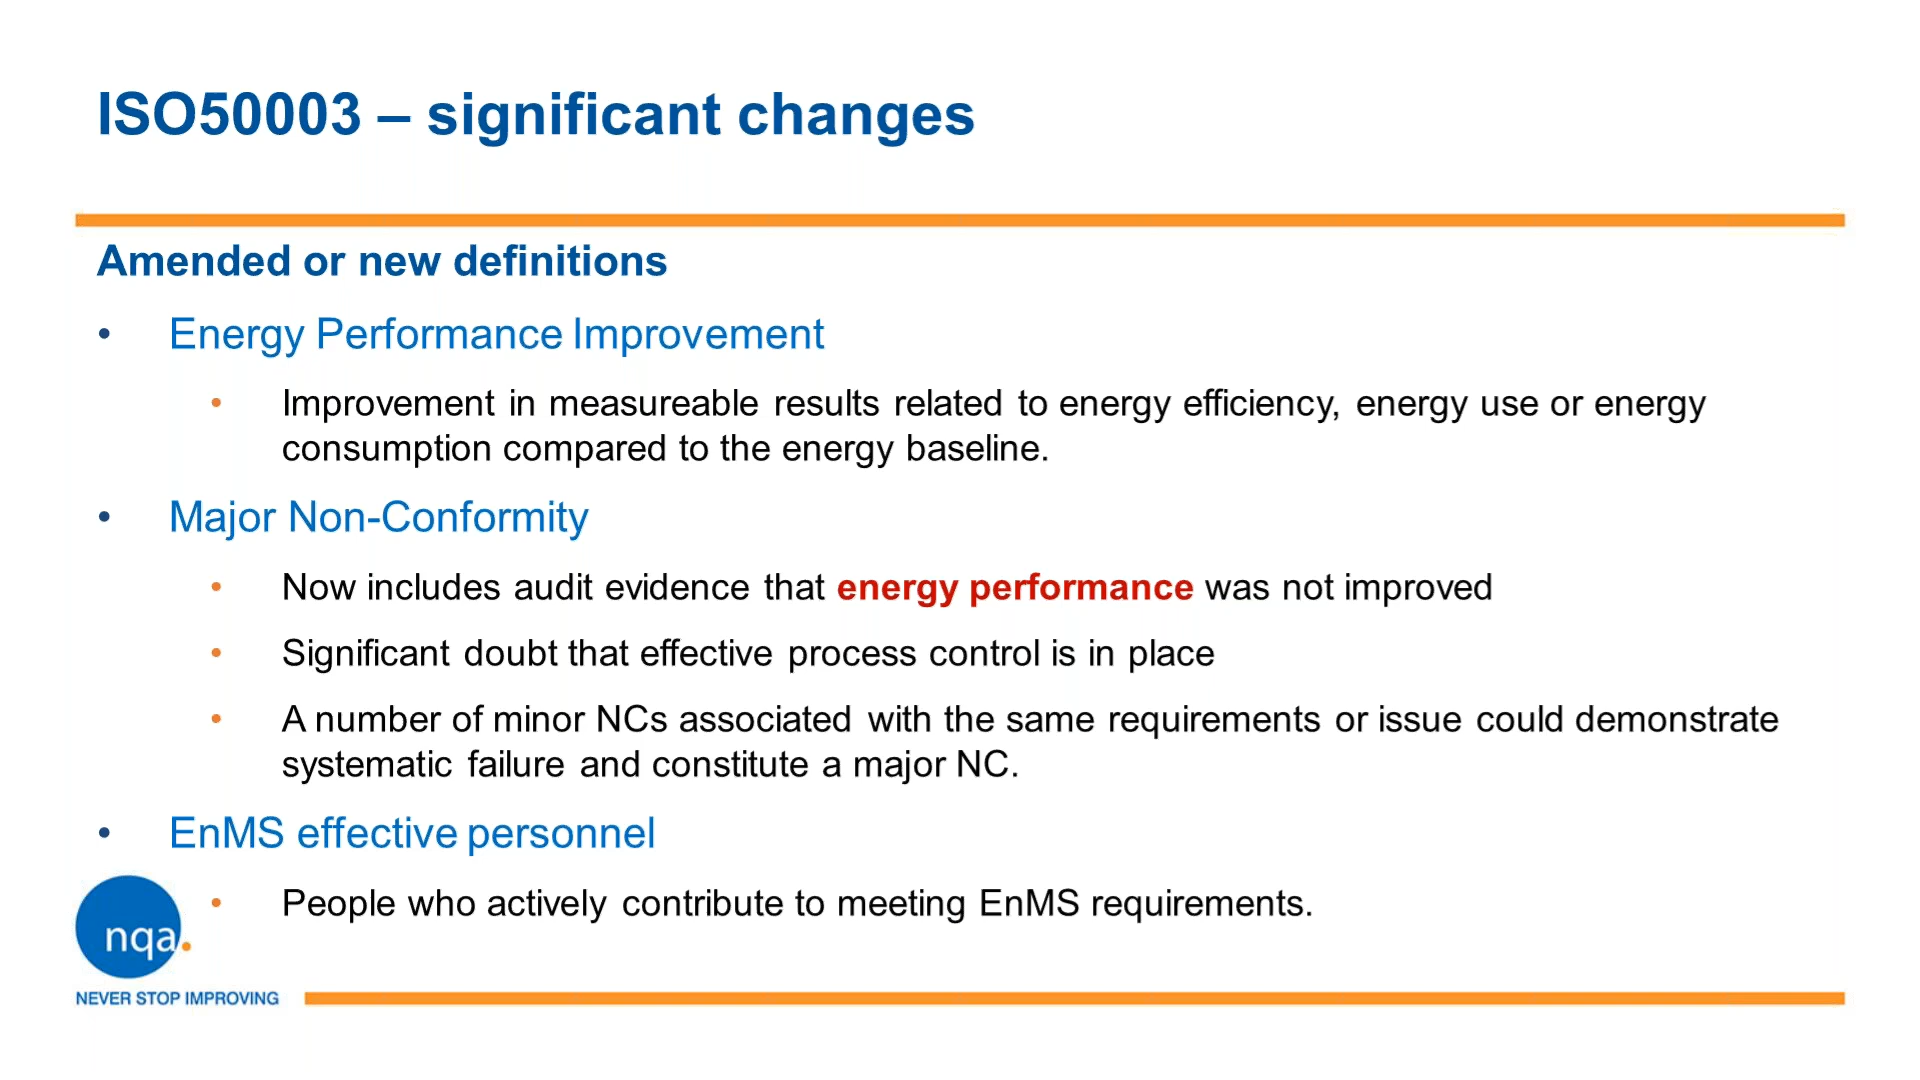 ISO50003 – significant changes
Amended or new definitions
• Energy Performance Improvement
• Improvement in measureable results related to energy efficiency, energy use or energy
consumption compared to the energy baseline.
• Major Non-Conformity
• Now includes audit evidence that energy performance was not improved
• Significant doubt that effective process control is in place
• A number of minor NCs associated with the same requirements or issue could demonstrate
systematic failure and constitute a major NC.
• EnMS effective personnel
• People who actively contribute to meeting EnMS requirements.
nqa.
NEVER STOP IMPROVING